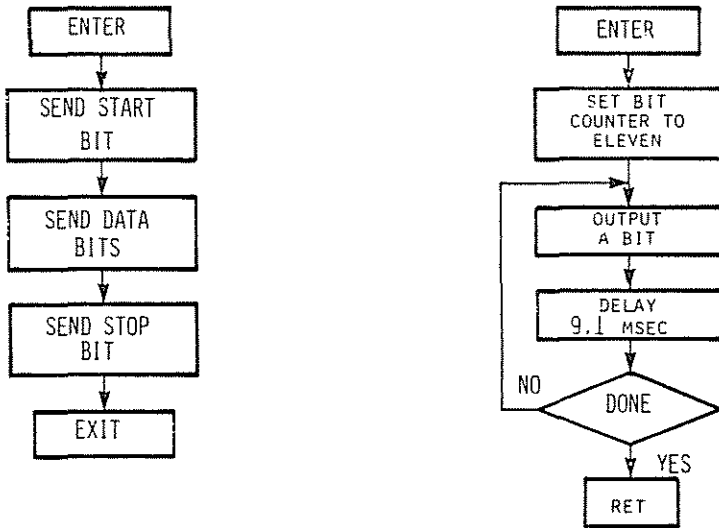 ENTER
SEND START
BIT
SEND DATA
BITS
SEND STOP
BIT
EXIT
ENTER
SET BIT
COUNTER TO
ELEVEN
OUTPUT
A BIT
DELAY
9.1 MSEC
NO
DONE
YES
RET